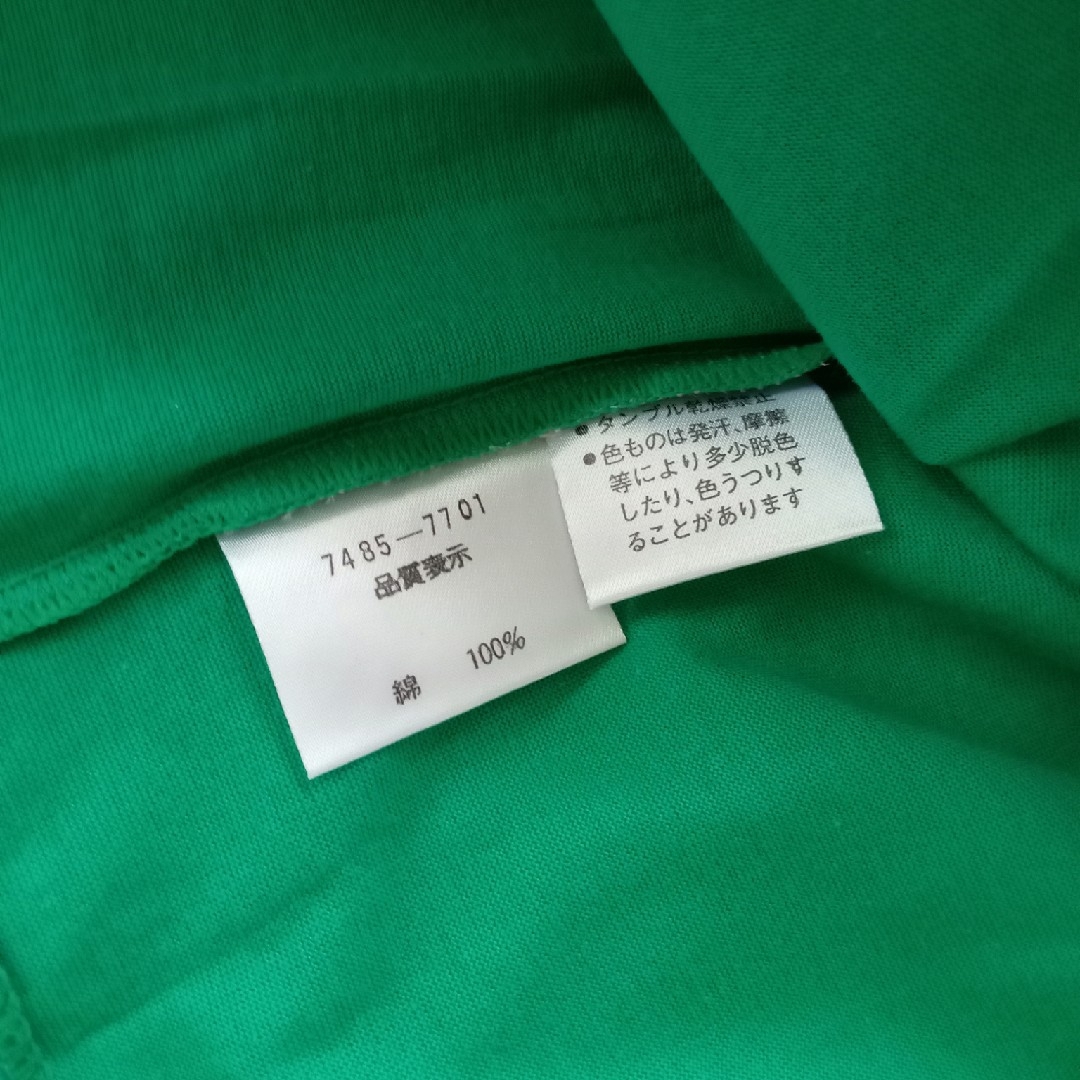 7485—7701
品質表示
綿 100%
●タンブル乾燥禁止
●色ものは発汗、摩擦
等により多少脱色
したり、色うつりす
ることがあります